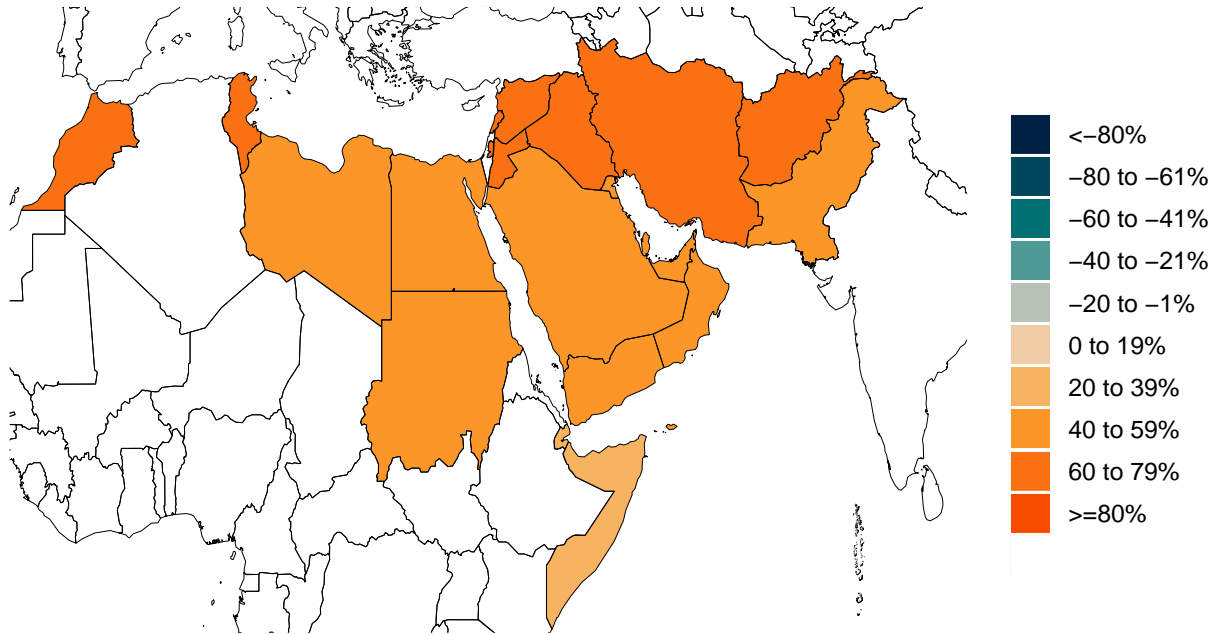 <−80%
−80 to −61%
−60 to −41%
−40 to −21%
−20 to −1%
0 to 19%
20 to 39%
40 to 59%
60 to 79%
>=80%